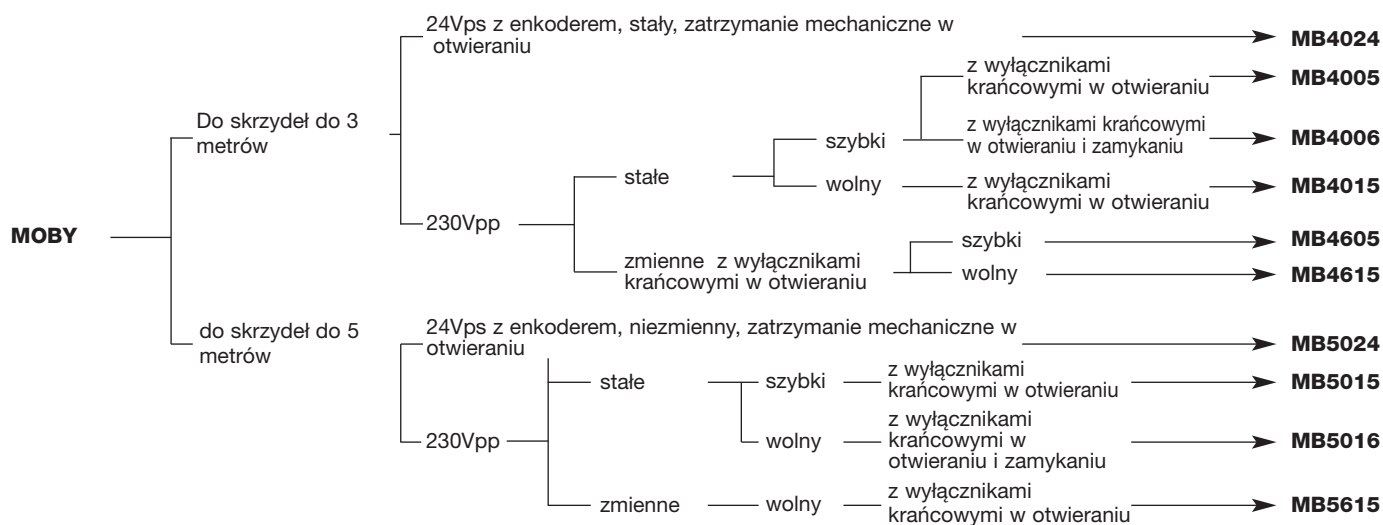 24Vps z enkoderem, stały, zatrzymanie mechaniczne w
otwieraniu
MB4024
z wyłącznikami
krańcowymi w otwieraniu
MB4005
Do skrzydeł do 3
metrów
szybki
z wyłącznikami krańcowymi
w otwieraniu i zamykaniu
MB4006
stałe
wolny
z wyłącznikami
krańcowymi w otwieraniu
MB4015
MOBY
230Vpp
szybki
MB4605
zmienne z wyłącznikami
krańcowymi w otwieraniu
wolny
MB4615
do skrzydeł do 5
metrów
24Vps z enkoderem, niezmienny, zatrzymanie mechaniczne w
otwieraniu
MB5024
stałe
szybki
z wyłącznikami
krańcowymi w otwieraniu
MB5015
230Vpp
wolny
z wyłącznikami
krańcowymi w
otwieraniu i zamykaniu
MB5016
zmienne
wolny
z wyłącznikami
krańcowymi w otwieraniu
MB5615